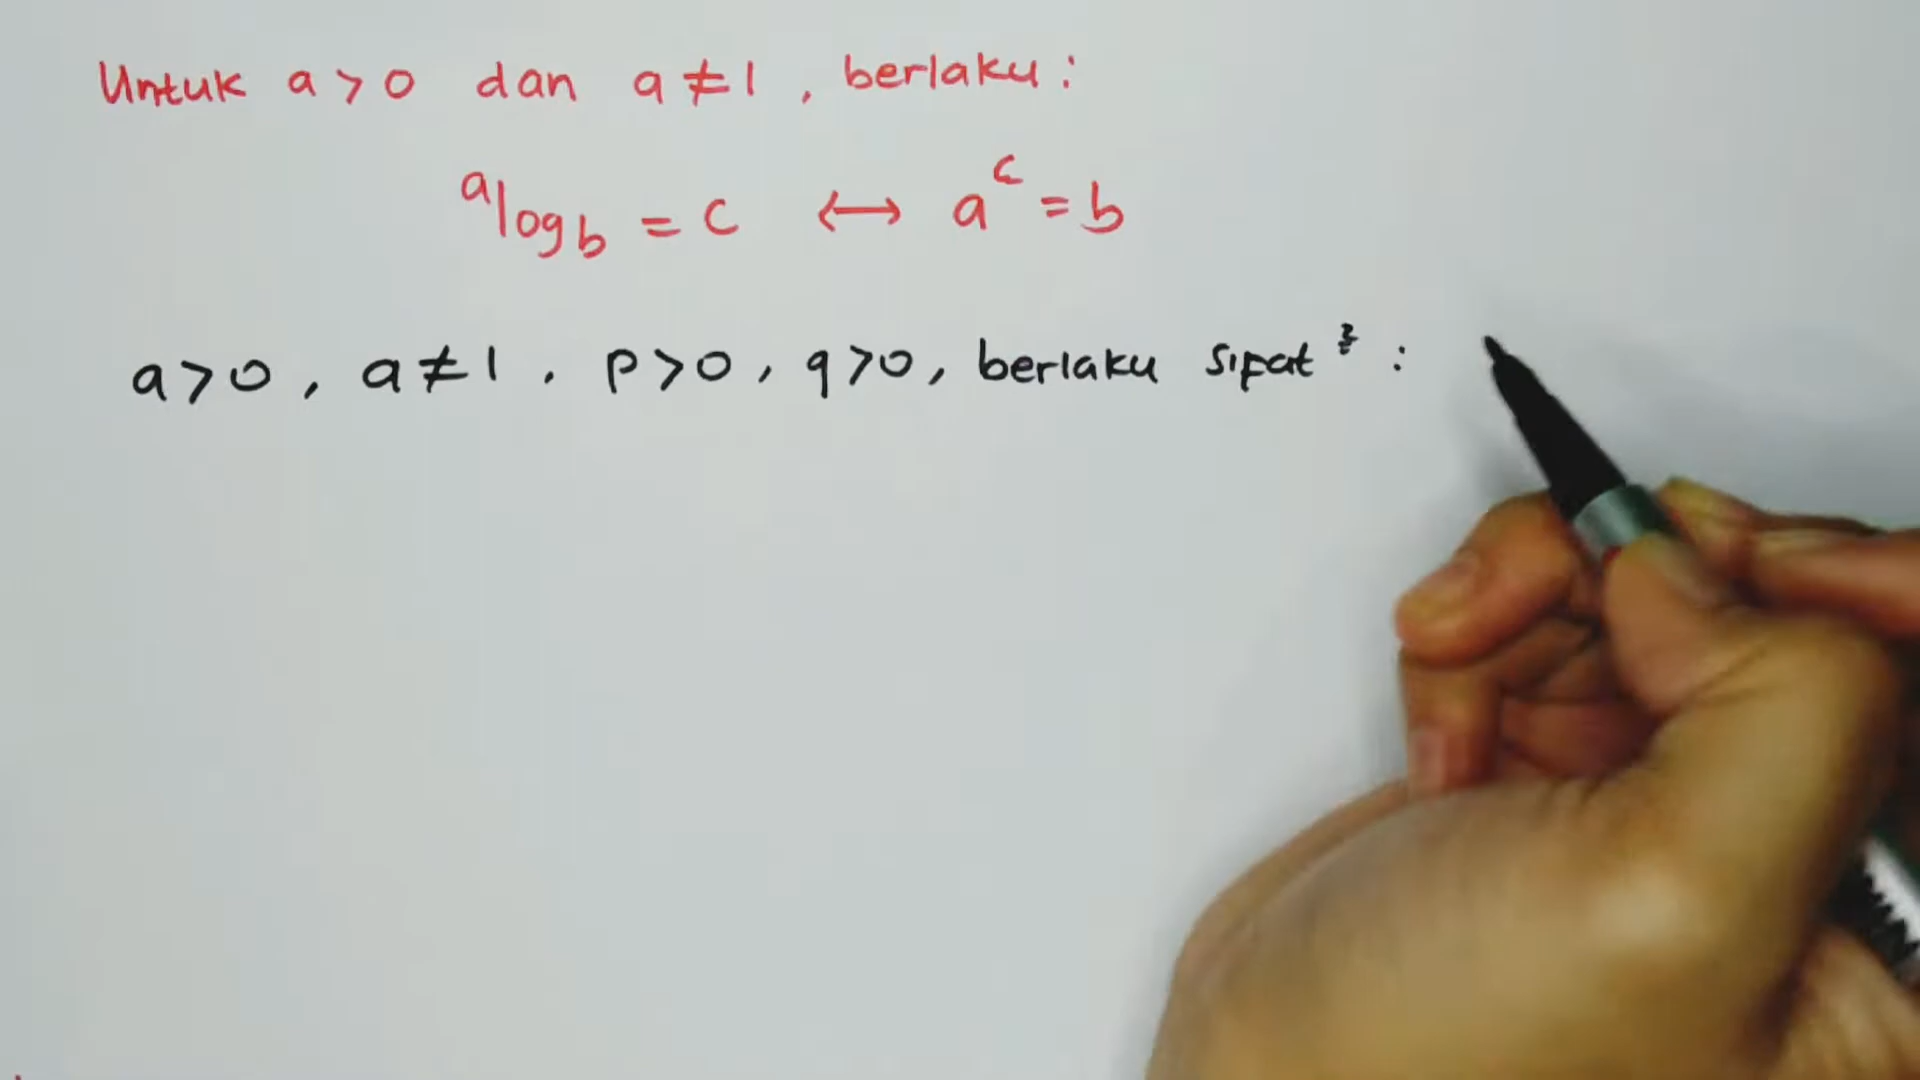 Untuk a > 0 dan a ≠ 1 , berlaku :
ᵃlog b = c ↔ aᶜ = b
a > 0 , a ≠ 1 . p > 0 , q > 0 , berlaku sifat² :